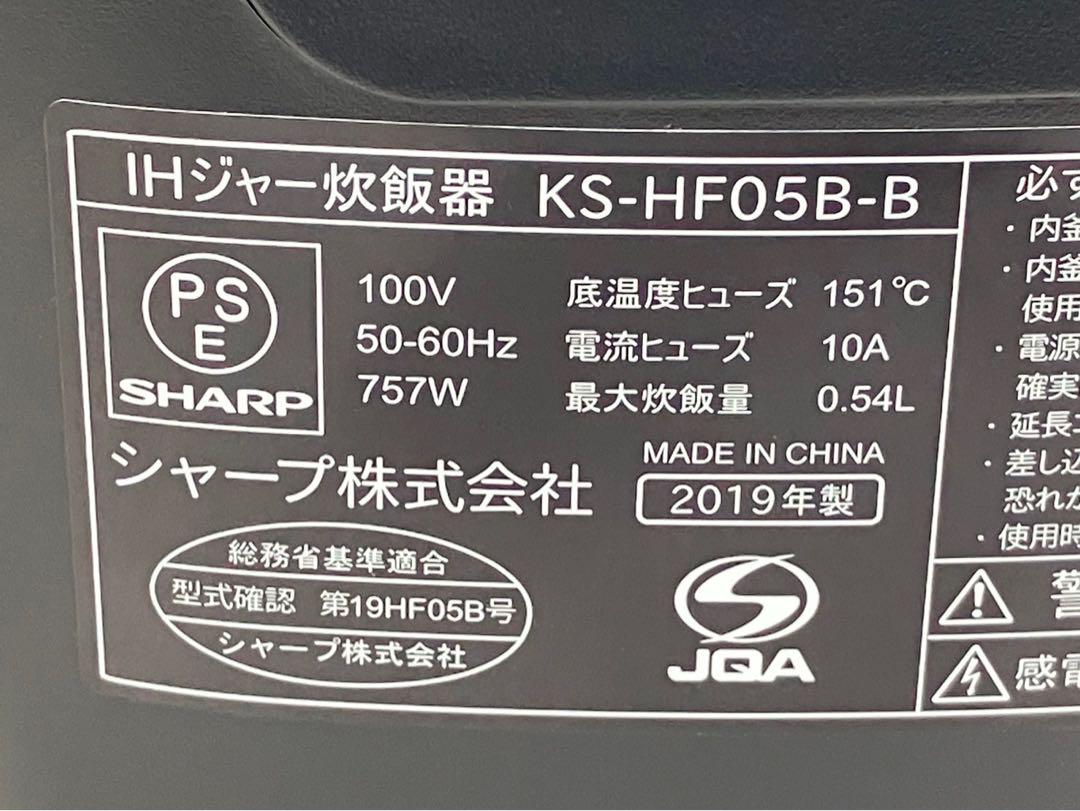 IHジャー炊飯器 KS-HF05B-B
PS
E
SHARP
100V
50-60Hz
757W
底温度ヒューズ 151℃
電流ヒューズ 10A
最大炊飯量 0.54L
シャープ株式会社
MADE IN CHINA
2019年製
総務省基準適合
型式確認 第19HF05B号
シャープ株式会社
JQA
必ず
・内釜
・内釜
使用
・電源
確実
・延長
・差し込
恐れが
・使用時
警
感電